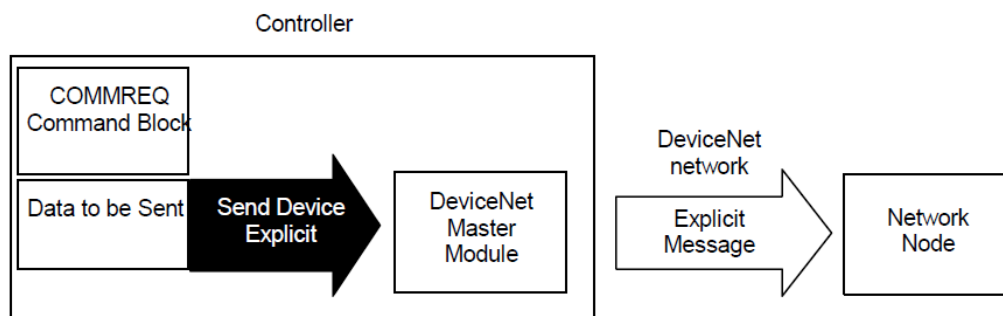 Controller
COMMREQ
Command Block
Data to be Sent
Send Device
Explicit
DeviceNet
Master
Module
DeviceNet
network
Explicit
Message
Network
Node